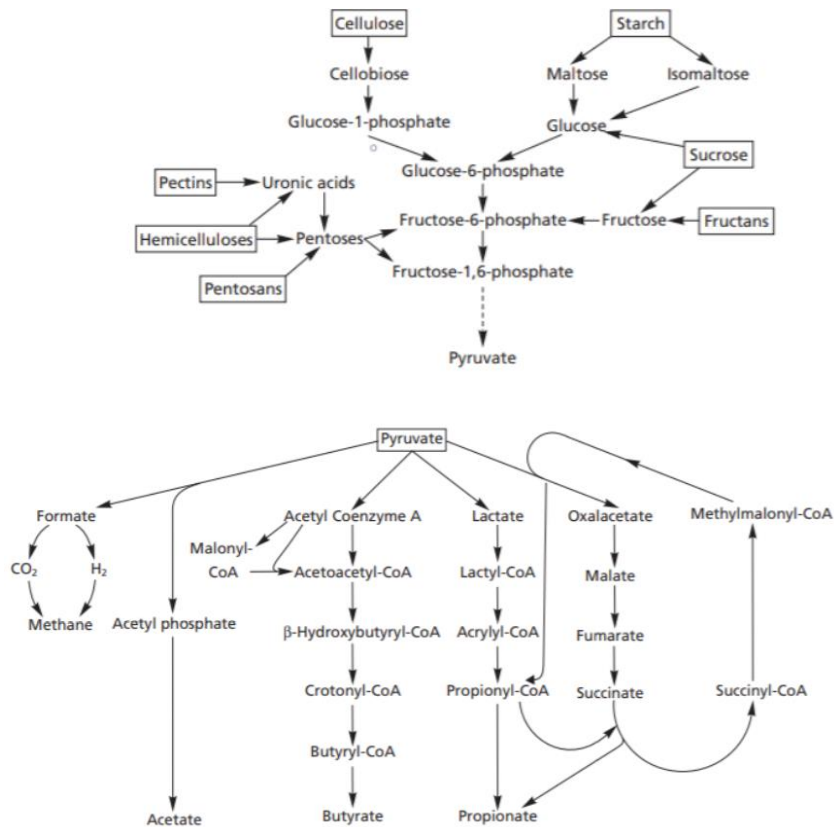 Cellulose
Starch
Cellobiose
Maltose
Isomaltose
Glucose-1-phosphate
Glucose
Sucrose
Glucose-6-phosphate
Pectins
Uronic acids
Fructose-6-phosphate
Fructose
Fructans
Hemicelluloses
Pentoses
Fructose-1,6-phosphate
Pentosans
Pyruvate
Pyruvate
Formate
Acetyl Coenzyme A
Lactate
Oxalacetate
Methylmalonyl-CoA
Malonyl-
CoA
CO₂
H₂
Acetoacetyl-CoA
Lactyl-CoA
Malate
Methane
Acetyl phosphate
β-Hydroxybutyryl-CoA
Acrylyl-CoA
Fumarate
Crotonyl-CoA
Propionyl-CoA
Succinate
Succinyl-CoA
Butyryl-CoA
Acetate
Butyrate
Propionate